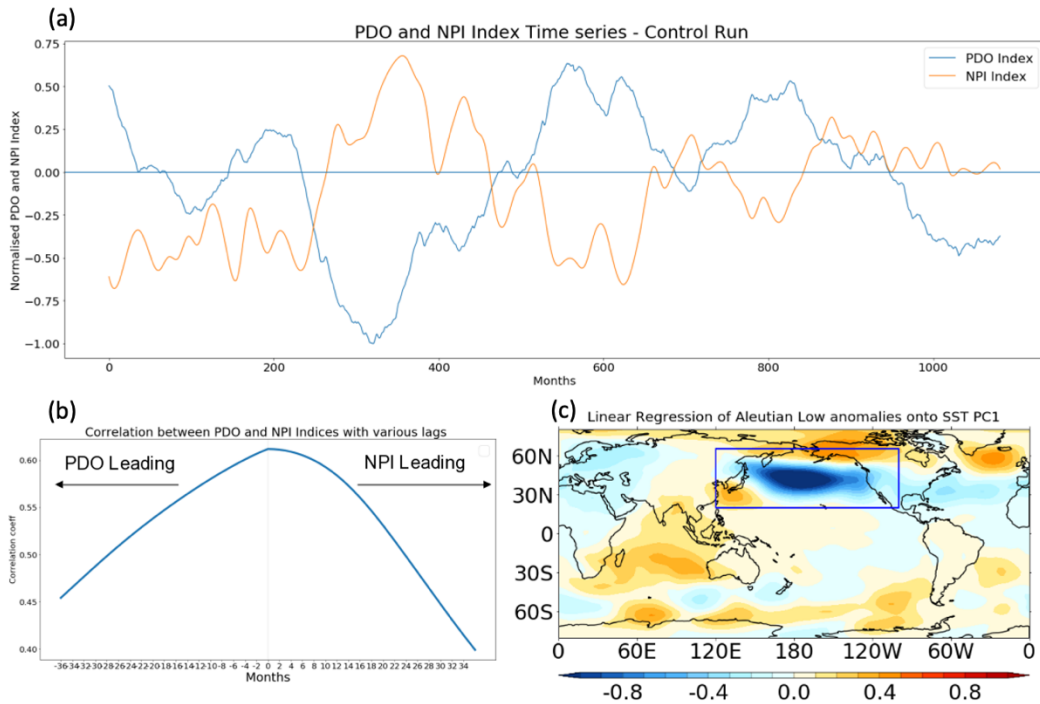 (a)
PDO and NPI Index Time series - Control Run
Normalised PDO and NPI Index
0.75
0.50
0.25
0.00
−0.25
−0.50
−0.75
−1.00
PDO Index
NPI Index
0 200 400 600 800 1000
Months
(b)
Correlation between PDO and NPI Indices with various lags
PDO Leading
NPI Leading
Correlation coeff
0.60
0.55
0.50
0.45
0.40
-36-34-32-30-28-26-24-22-20-18-16-14-12-10-8 -6 -4 -2 0 2 4 6 8 10 12 14 16 18 20 22 24 26 28 30 32 34
Months
(c)
Linear Regression of Aleutian Low anomalies onto SST PC1
60N
30N
0
30S
60S
0 60E 120E 180 120W 60W 0
-0.8 -0.4 0.0 0.4 0.8